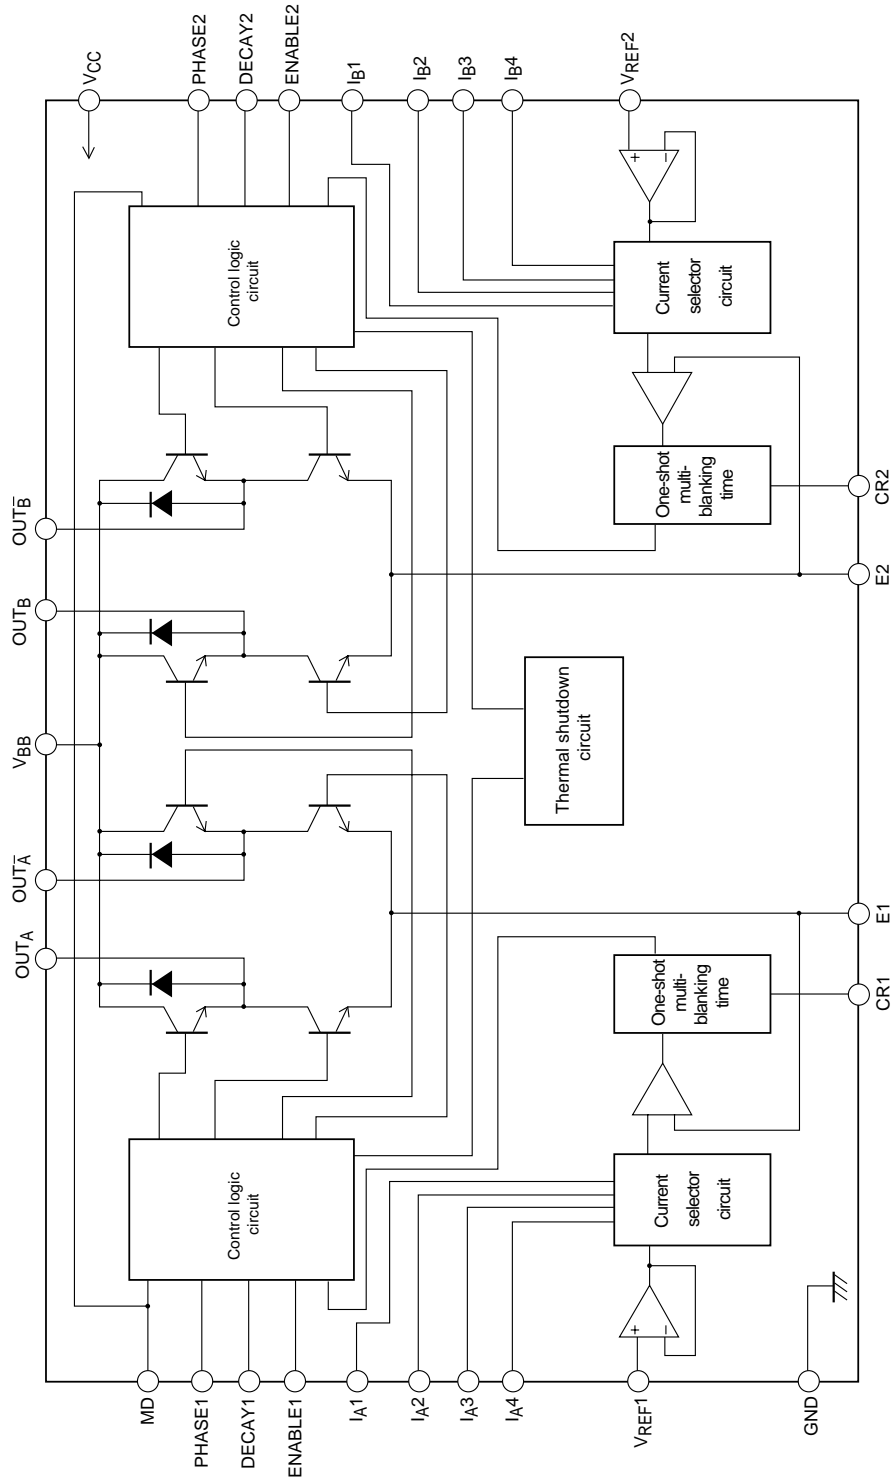 OUTA
OUTA̅
VBB
OUTB
OUTB̅
MD
PHASE1
DECAY1
ENABLE1
IA1
IA2
IA3
IA4
VREF1
GND
VCC
PHASE2
DECAY2
ENABLE2
IB1
IB2
IB3
IB4
VREF2
Control logic
circuit
Control logic
circuit
Thermal shutdown
circuit
Current
selector
circuit
+
−
One-shot
multi-
blanking
time
One-shot
multi-
blanking
time
Current
selector
circuit
+
−
CR1
E1
E2
CR2